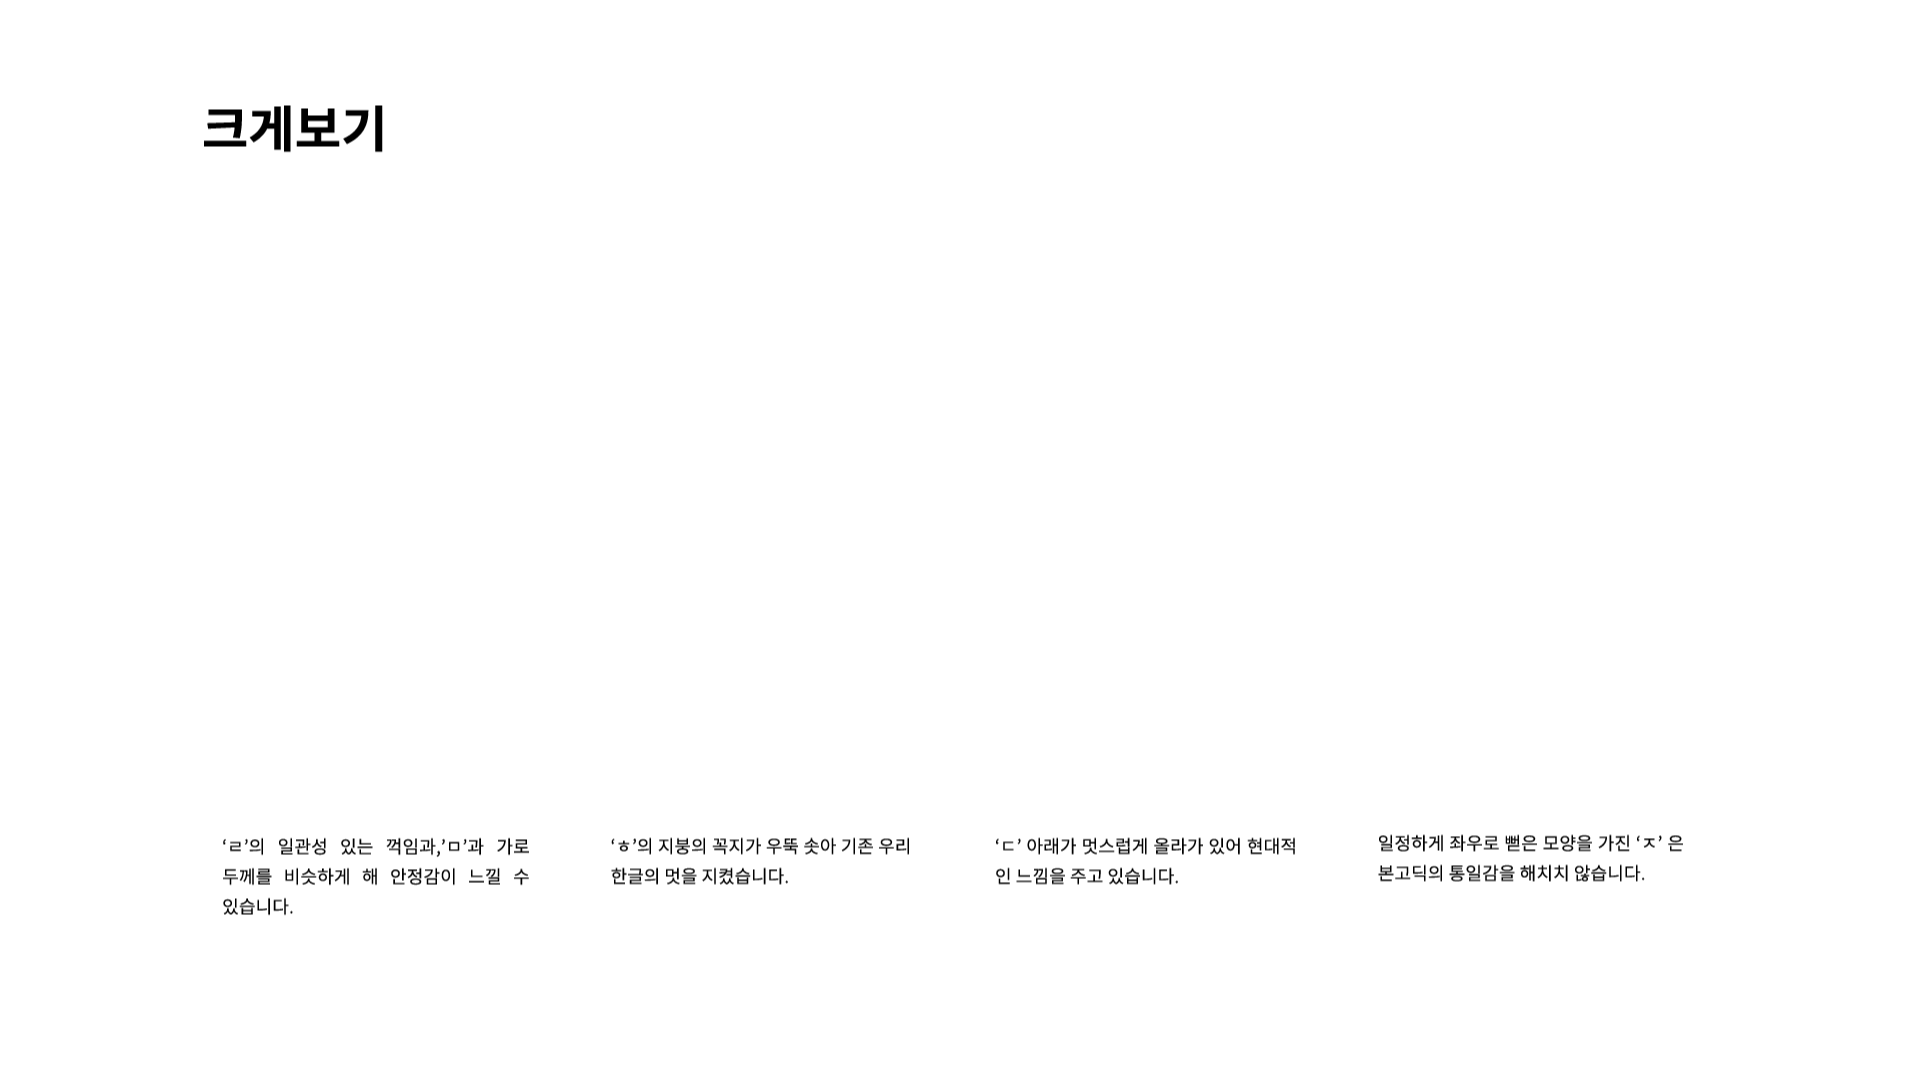 크게보기
‘ㄹ’의 일관성 있는 꺽임과,’ㅁ’과 가로
두께를 비슷하게 해 안정감이 느낄 수
있습니다.
‘ㅎ’의 지붕의 꼭지가 우뚝 솟아 기존 우리
한글의 멋을 지켰습니다.
‘ㄷ’ 아래가 멋스럽게 올라가 있어 현대적
인 느낌을 주고 있습니다.
일정하게 좌우로 뻗은 모양을 가진 ‘ㅈ’ 은
본고딕의 통일감을 해치치 않습니다.